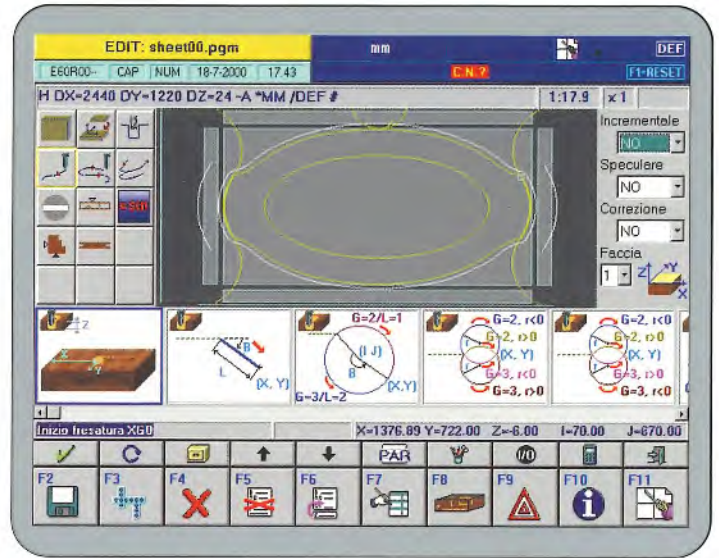 EDIT: sheet00.pgm mm DEF
E60R00-- CAP NUM 18-7-2000 17.43 C.N.? F1-RESET
H DX=2440 DY=1220 DZ=24 -A *MM /DEF # 1:17.9 x 1
Incrementale
NO
Speculere
NO
Correzione
NO
Faccia
1 Z Y X
G Z X Y
G B L (X, Y)
G G=2/L=1 (I J) B (X,Y) G=3/L=2
G G=2, r<0 G=2, r>0 (X, Y) G=3, r>0 G=3, r<0
G G=2, r<0 G=2, r>0 (X, Y) G=3, r>0 G=3, r<0
Inizio fresatura XG0 X=1376.89 Y=722.00 Z=-6.00 I=70.00 J=670.00
PAR I/O
F2 F3 F4 F5 F6 F7 F8 F9 F10 F11